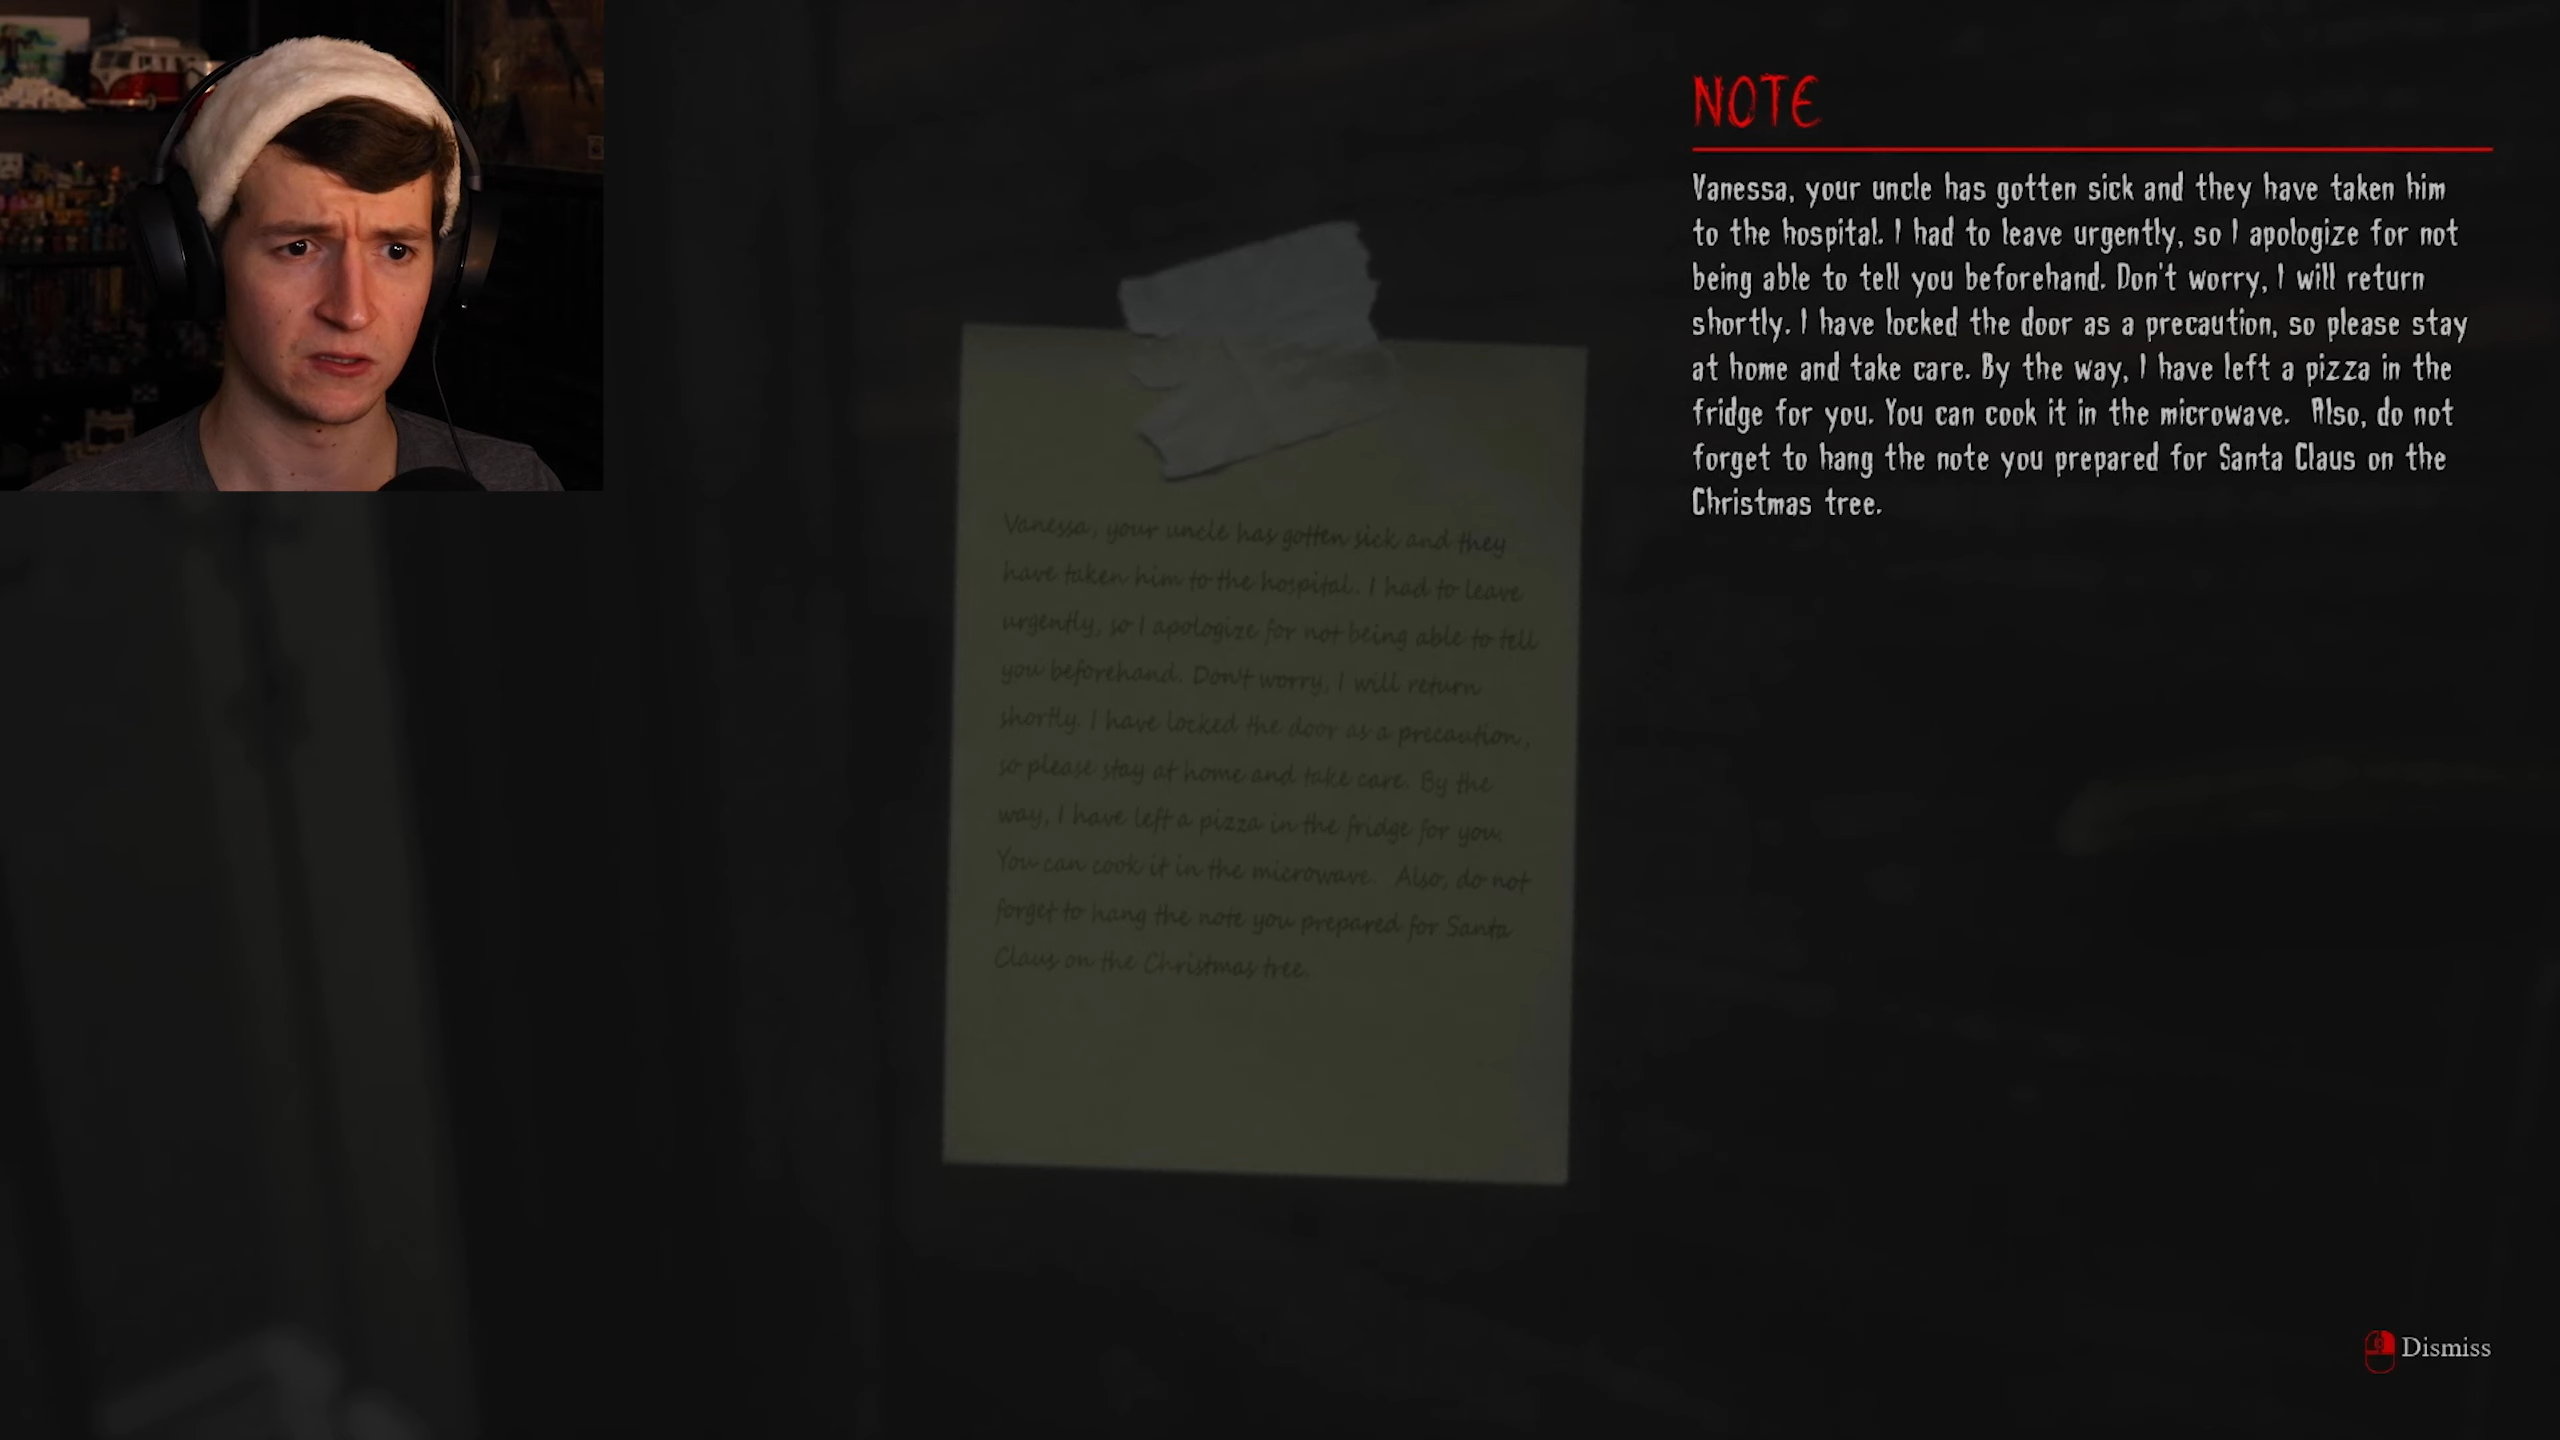 NOTE
Vanessa, your uncle has gotten sick and they have taken him
to the hospital. I had to leave urgently, so I apologize for not
being able to tell you beforehand. Don't worry, I will return
shortly. I have locked the door as a precaution, so please stay
at home and take care. By the way, I have left a pizza in the
fridge for you. You can cook it in the microwave.  Also, do not
forget to hang the note you prepared for Santa Claus on the
Christmas tree.
Vanessa, your uncle has gotten sick and they
have taken him to the hospital. I had to leave
urgently, so I apologize for not being able to tell
you beforehand. Don't worry, I will return
shortly. I have locked the door as a precaution,
so please stay at home and take care. By the
way, I have left a pizza in the fridge for you.
You can cook it in the microwave.  Also, do not
forget to hang the note you prepared for Santa
Claus on the Christmas tree.
Dismiss